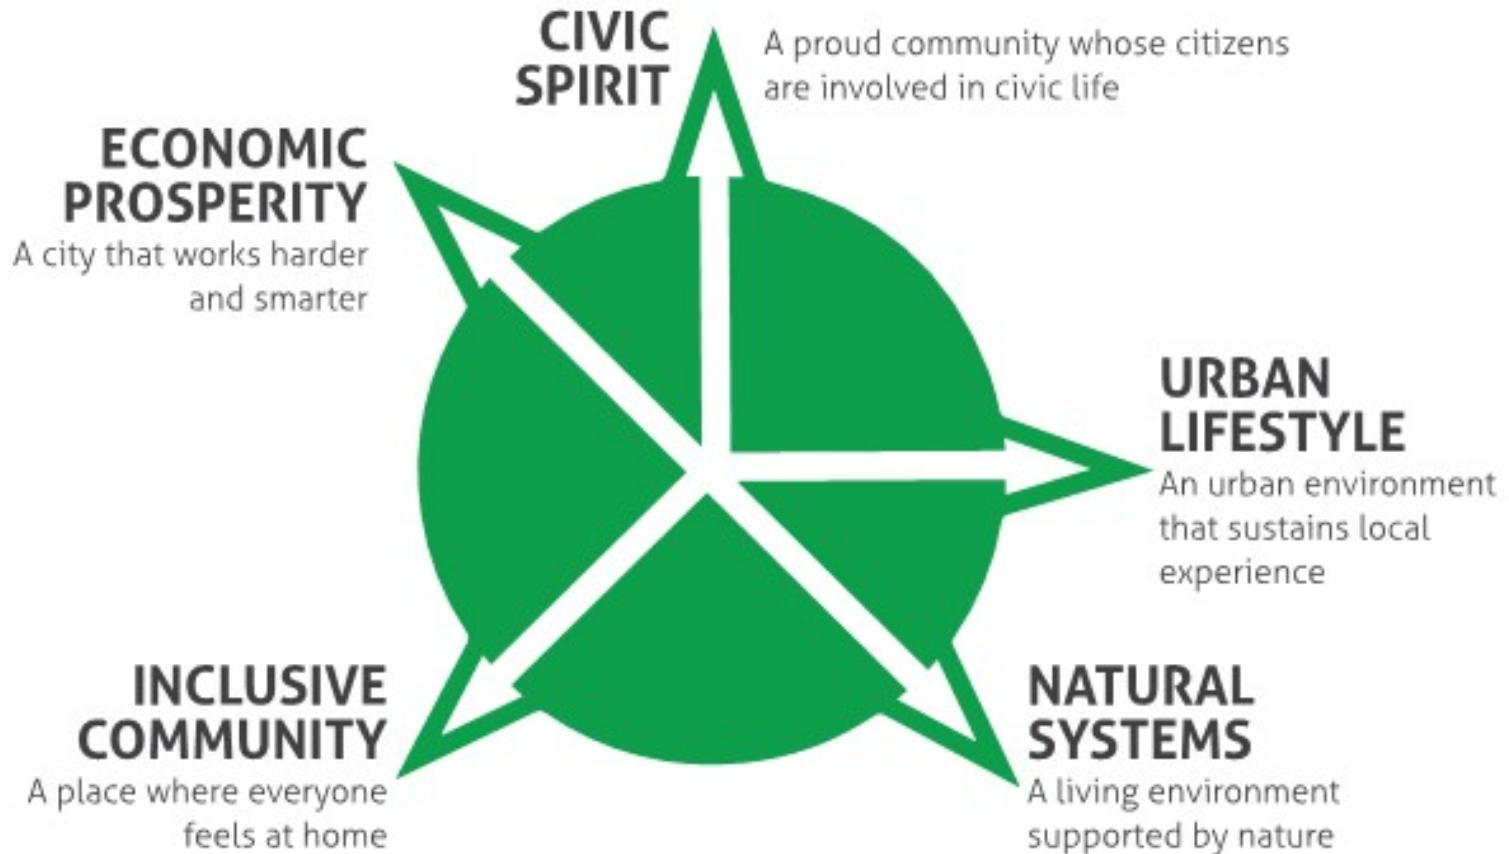 CIVIC
SPIRIT
A proud community whose citizens
are involved in civic life
ECONOMIC
PROSPERITY
A city that works harder
and smarter
URBAN
LIFESTYLE
An urban environment
that sustains local
experience
INCLUSIVE
COMMUNITY
A place where everyone
feels at home
NATURAL
SYSTEMS
A living environment
supported by nature